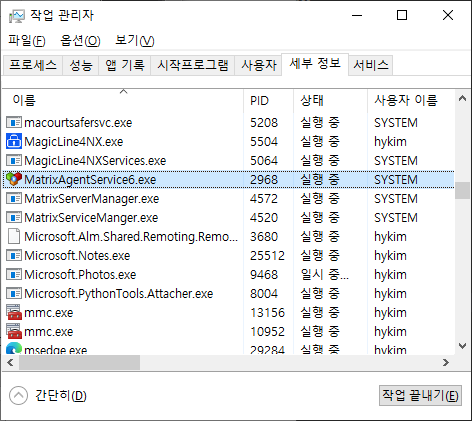 작업 관리자
파일(F) 옵션(O) 보기(V)
프로세스 성능 앱 기록 시작프로그램 사용자 세부 정보 서비스
이름 PID 상태 사용자 이름
macourtsafersvc.exe 5208 실행 중 SYSTEM
MagicLine4NX.exe 5504 실행 중 hykim
MagicLine4NXServices.exe 5064 실행 중 SYSTEM
MatrixAgentService6.exe 2968 실행 중 SYSTEM
MatrixServerManager.exe 4572 실행 중 SYSTEM
MatrixServiceManger.exe 4520 실행 중 SYSTEM
Microsoft.Alm.Shared.Remoting.Remo... 3680 실행 중 hykim
Microsoft.Notes.exe 25512 실행 중 hykim
Microsoft.Photos.exe 9468 일시 중... hykim
Microsoft.PythonTools.Attacher.exe 8004 실행 중 hykim
mmc.exe 13156 실행 중 hykim
mmc.exe 10952 실행 중 hykim
msedge.exe 29284 실행 중 hykim
간단히(D) 작업 끝내기(E)